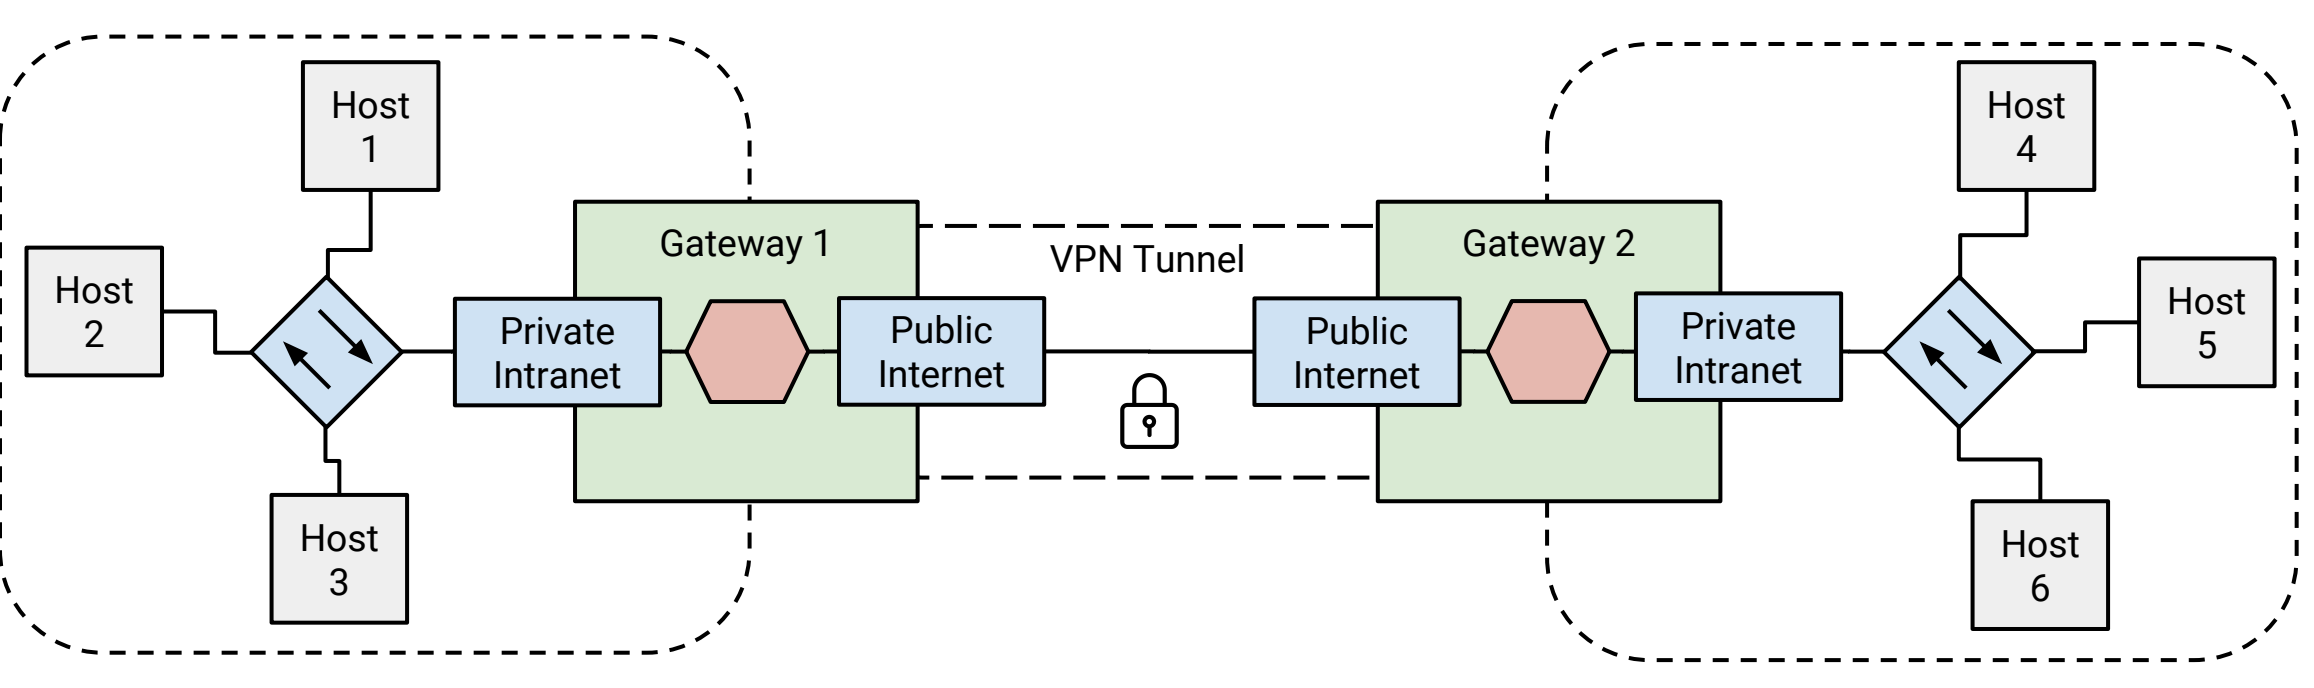 Host
1
Host
2
Host
3
Gateway 1
Private
Intranet
Public
Internet
VPN Tunnel
Gateway 2
Public
Internet
Private
Intranet
Host
4
Host
5
Host
6